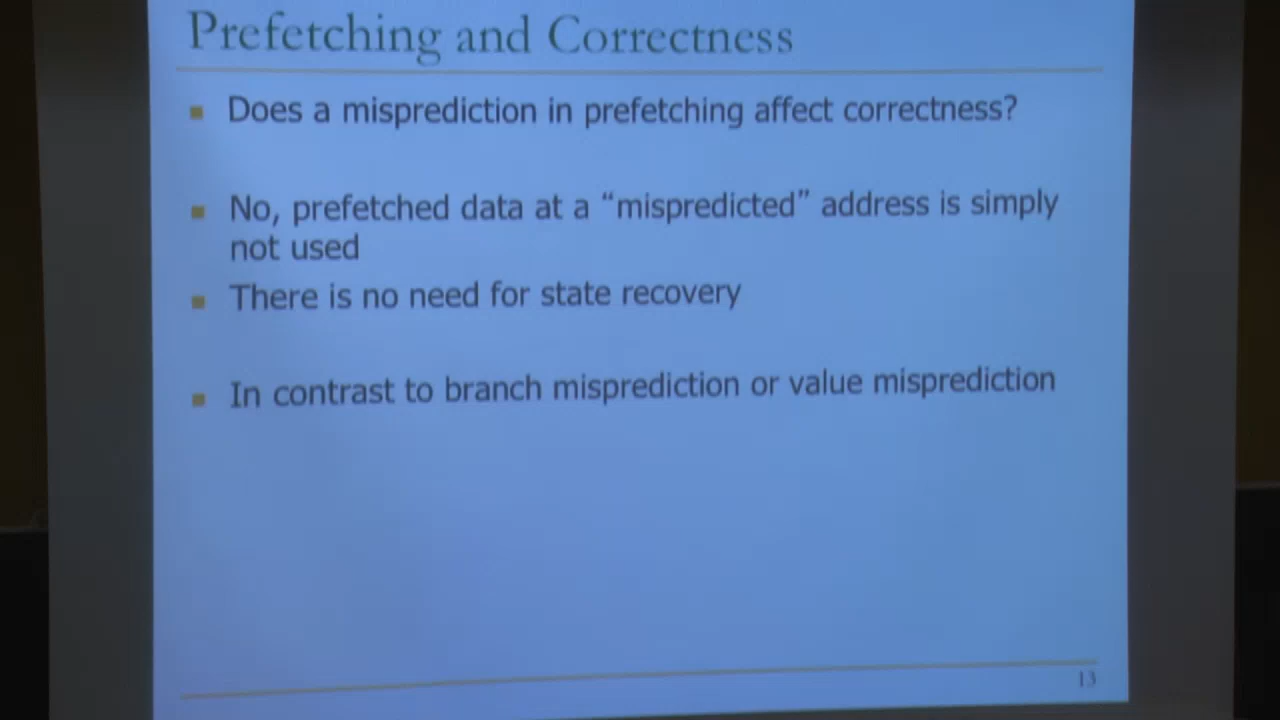 Prefetching and Correctness
Does a misprediction in prefetching affect correctness?
No, prefetched data at a “mispredicted” address is simply
not used
There is no need for state recovery
In contrast to branch misprediction or value misprediction
13